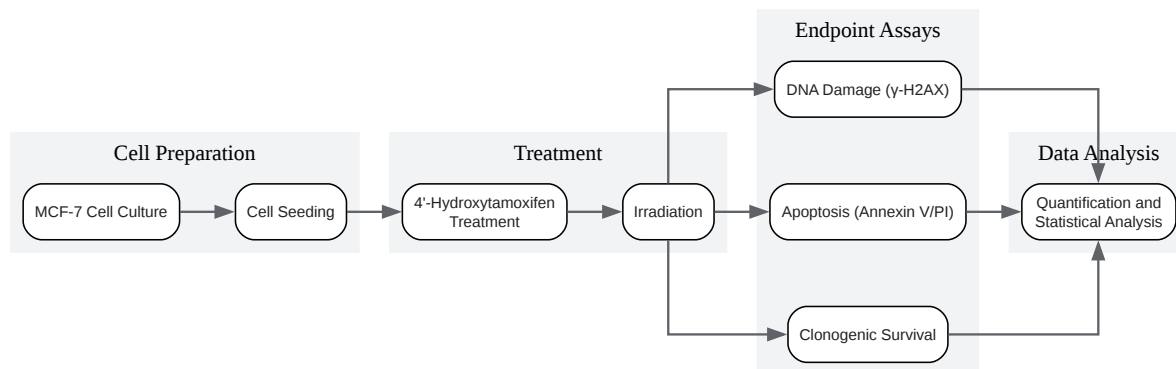 Endpoint Assays
DNA Damage (γ-H2AX)
Cell Preparation
Treatment
Data Analysis
MCF-7 Cell Culture
Cell Seeding
4'-Hydroxytamoxifen
Treatment
Irradiation
Apoptosis (Annexin V/PI)
Quantification and
Statistical Analysis
Clonogenic Survival